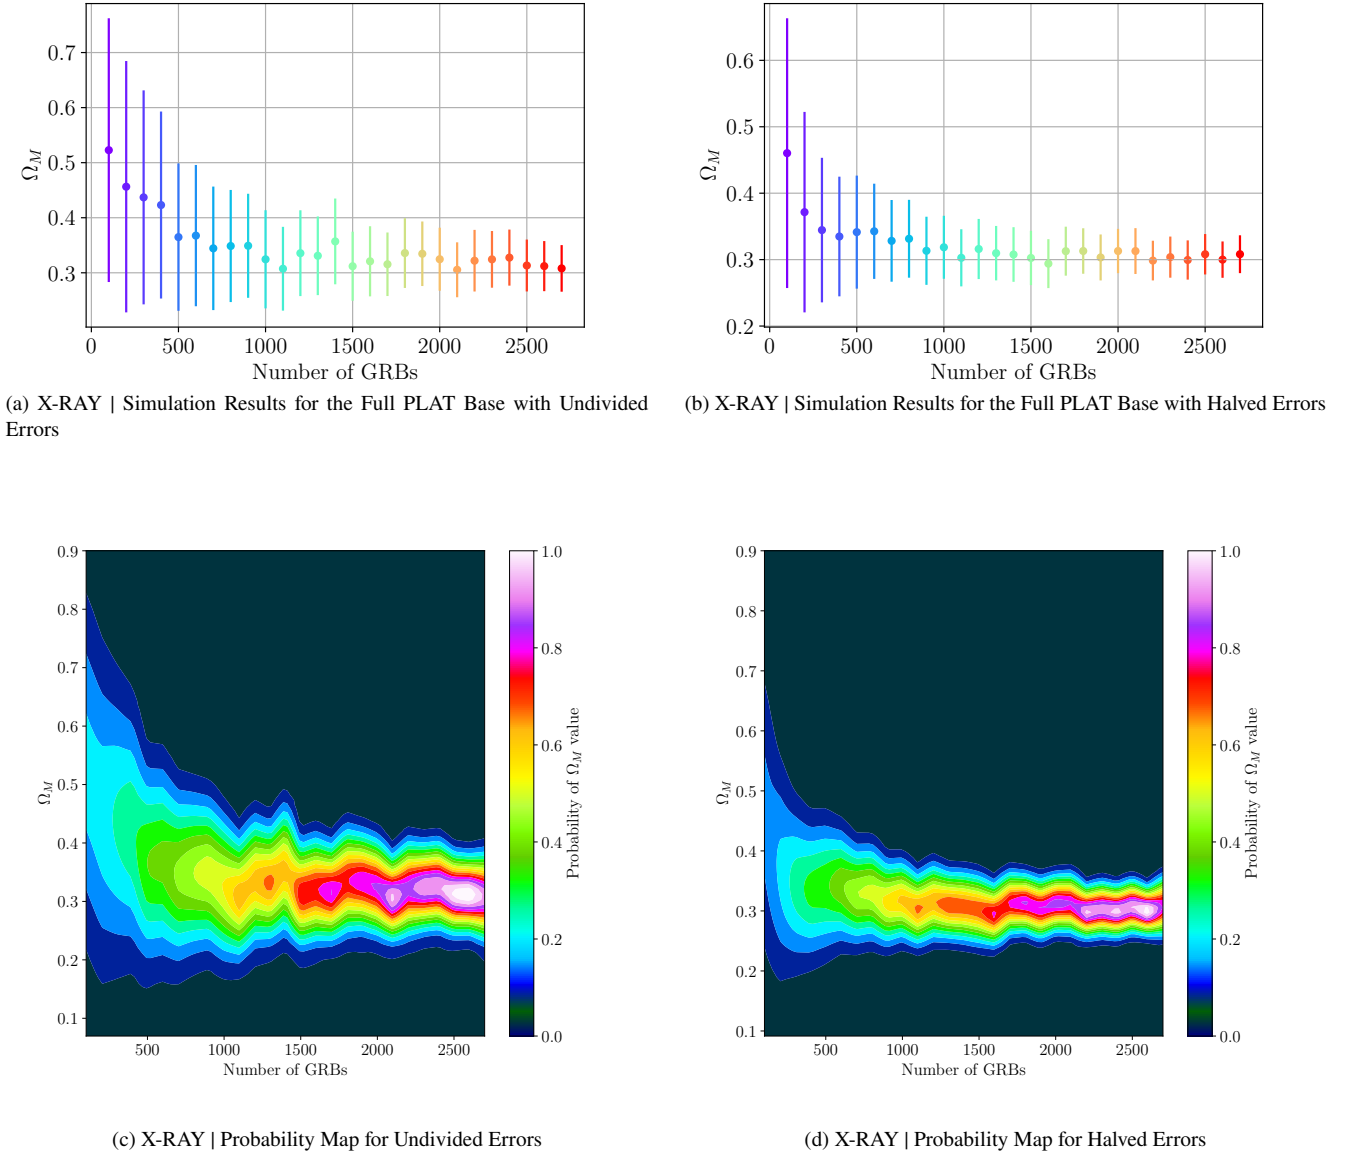 0.7
0.6
0.5
0.4
0.3
Ω_M
0 500 1000 1500 2000 2500
Number of GRBs
0.6
0.5
0.4
0.3
0.2
Ω_M
0 500 1000 1500 2000 2500
Number of GRBs
(a) X-RAY | Simulation Results for the Full PLAT Base with Undivided
Errors
(b) X-RAY | Simulation Results for the Full PLAT Base with Halved Errors
0.9
0.8
0.7
0.6
0.5
0.4
0.3
0.2
0.1
Ω_M
500 1000 1500 2000 2500
Number of GRBs
1.0
0.8
0.6
0.4
0.2
0.0
Probability of Ω_M value
0.9
0.8
0.7
0.6
0.5
0.4
0.3
0.2
0.1
Ω_M
500 1000 1500 2000 2500
Number of GRBs
1.0
0.8
0.6
0.4
0.2
0.0
Probability of Ω_M value
(c) X-RAY | Probability Map for Undivided Errors
(d) X-RAY | Probability Map for Halved Errors